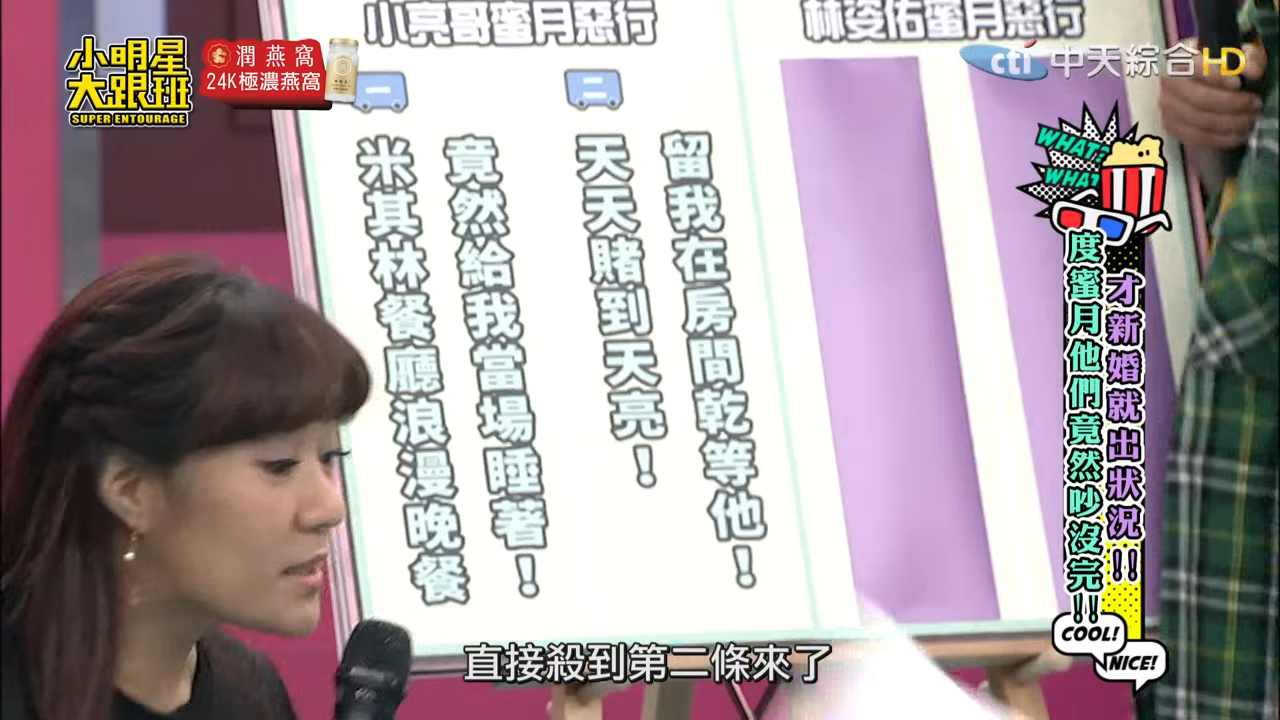 小明星
大跟班
SUPER ENTOURAGE
潤燕窩
24K極濃燕窩
小亮哥蜜月惡行
林姿佑蜜月惡行
cti 中天綜合HD
一
米其林餐廳浪漫晚餐
竟然給我當場睡著！
二
天天賭到天亮！
留我在房間乾等他！
WHAT?
WHAT
才新婚就出狀況!!
度蜜月他們竟然吵沒完!!
COOL!
NICE!
直接殺到第二條來了